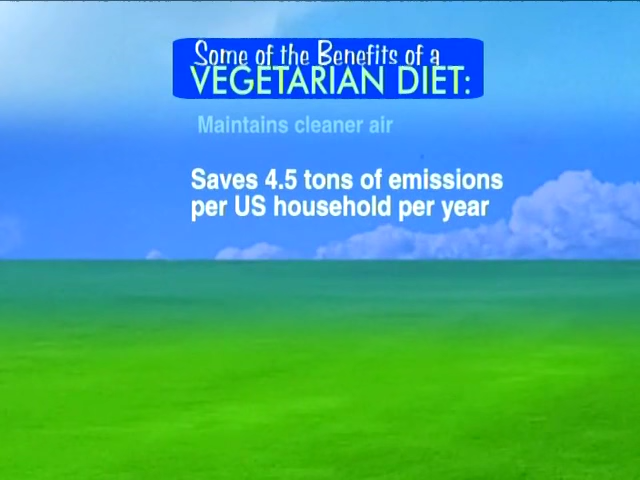 Some of the Benefits of a
VEGETARIAN DIET:
Maintains cleaner air
Saves 4.5 tons of emissions
per US household per year